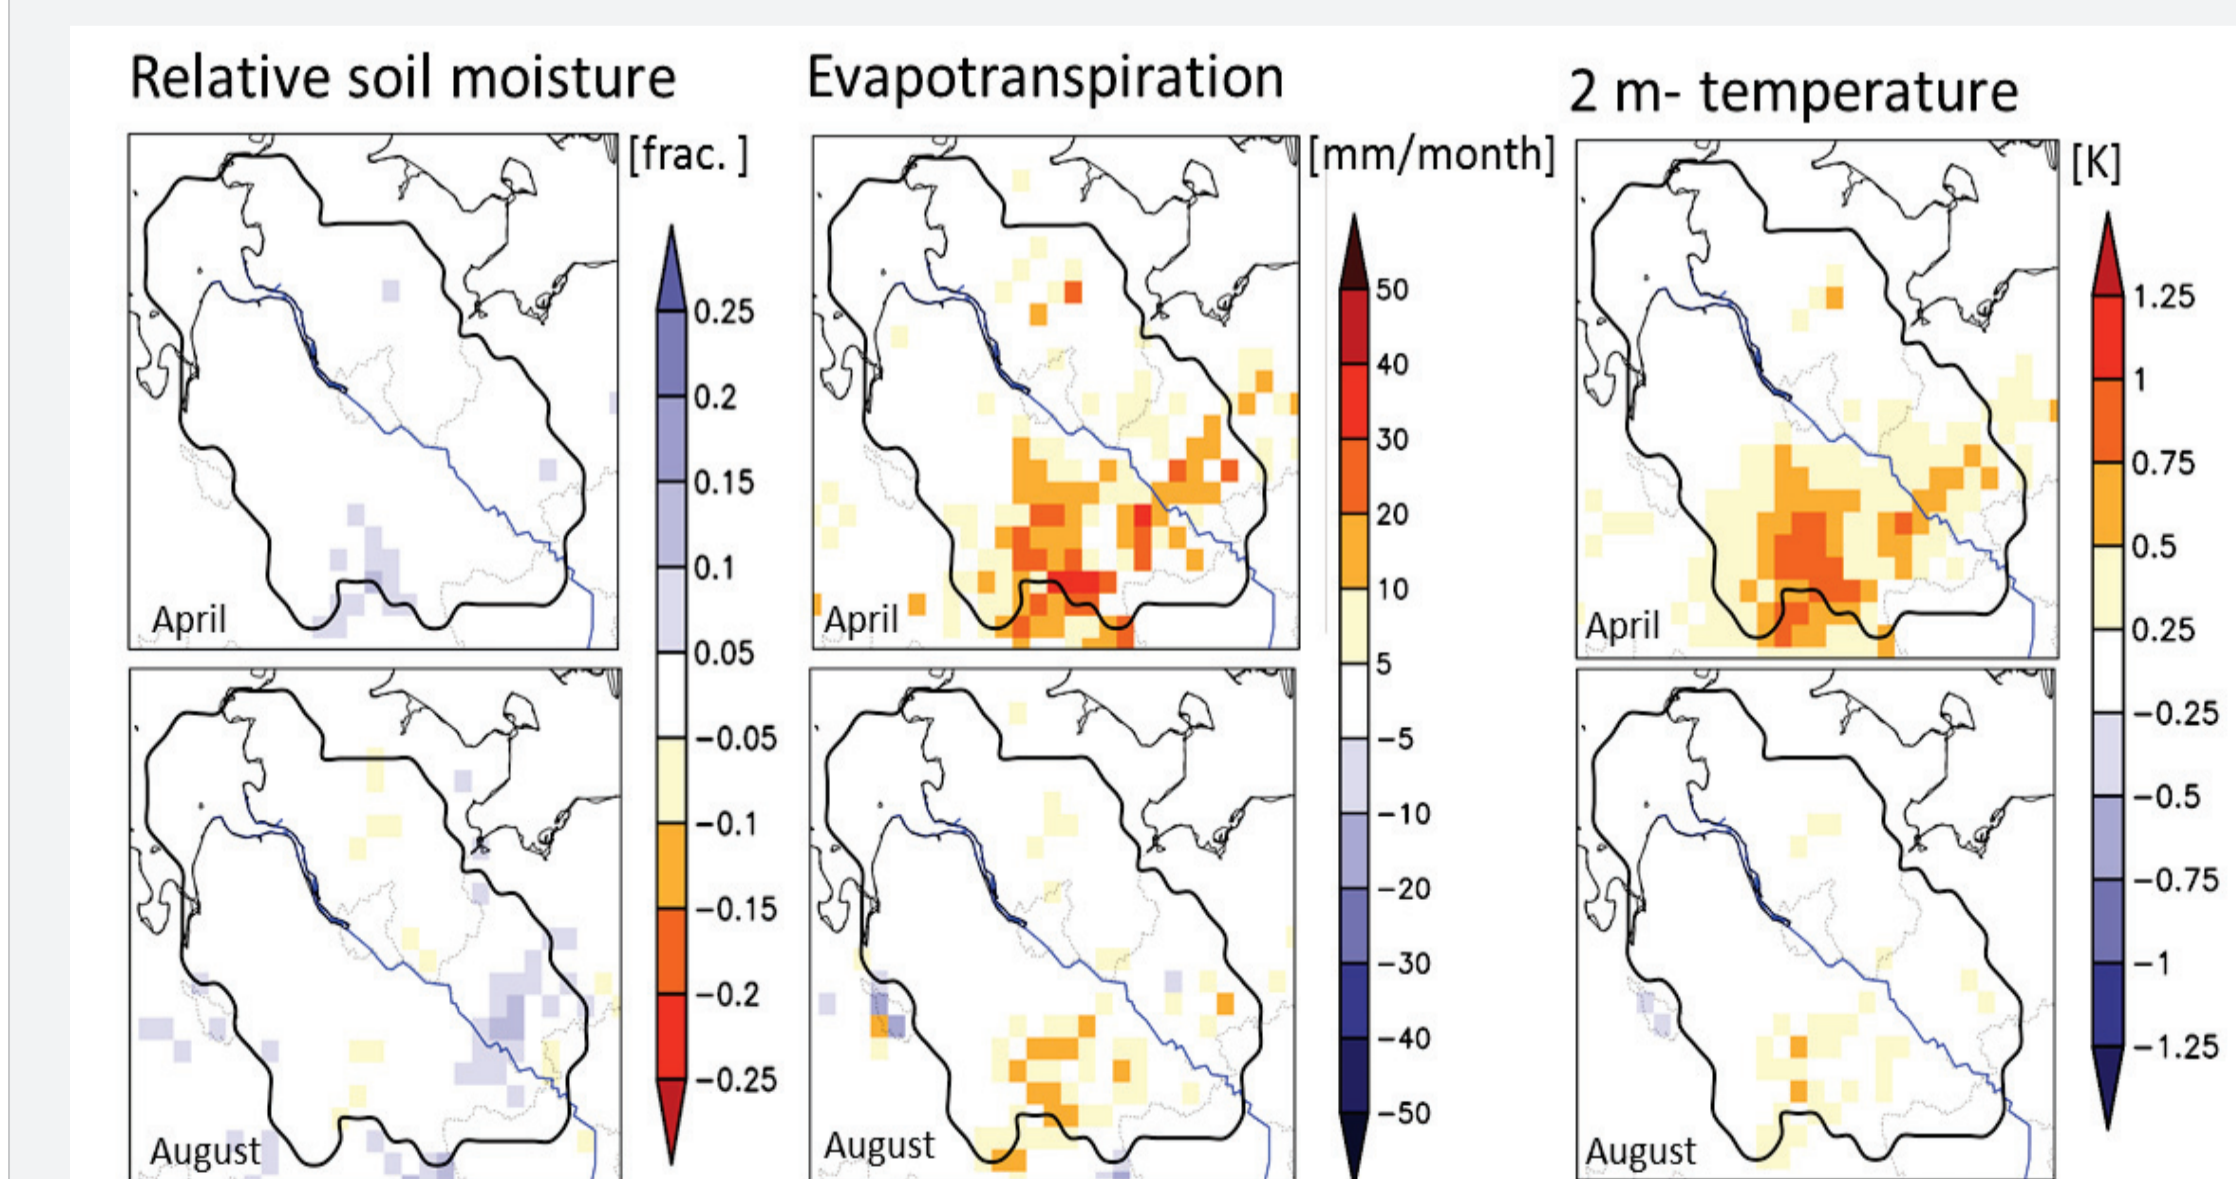 Relative soil moisture
Evapotranspiration
2 m- temperature
[frac. ]
[mm/month]
[K]
April
0.25
0.2
0.15
0.1
0.05
−0.05
−0.1
−0.15
−0.2
−0.25
April
50
40
30
20
10
5
−5
−10
−20
−30
−40
−50
April
1.25
1
0.75
0.5
0.25
−0.25
−0.5
−0.75
−1
−1.25
August
August
August